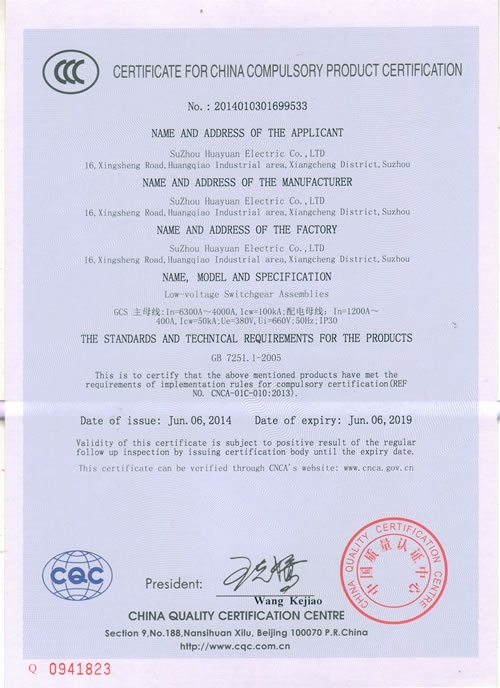 CCC
CERTIFICATE FOR CHINA COMPULSORY PRODUCT CERTIFICATION
No.: 2014010301699533
NAME AND ADDRESS OF THE APPLICANT
SuZhou Huayuan Electric Co.,LTD
16, Xingsheng Road, Huangqiao Industrial area, Xiangcheng District, Suzhou
NAME AND ADDRESS OF THE MANUFACTURER
SuZhou Huayuan Electric Co.,LTD
16, Xingsheng Road, Huangqiao Industrial area, Xiangcheng District, Suzhou
NAME AND ADDRESS OF THE FACTORY
SuZhou Huayuan Electric Co.,LTD
16, Xingsheng Road, Huangqiao Industrial area, Xiangcheng District, Suzhou
NAME, MODEL AND SPECIFICATION
Low-voltage Switchgear Assemblies
GCS 主母线:In=6300A～4000A, Icw=100kA;配电母线: In=1200A～
400A, Icw=50kA;Ue=380V,Ui=660V;50Hz;IP30
THE STANDARDS AND TECHNICAL REQUIREMENTS FOR THE PRODUCTS
GB 7251.1-2005
This is to certify that the above mentioned products have met the
requirements of implementation rules for compulsory certification(REF
NO. CNCA-01C-010:2013).
Date of issue: Jun.06,2014 Date of expiry: Jun.06,2019
Validity of this certificate is subject to positive result of the regular
follow up inspection by issuing certification body until the expiry date.
This certificate can be verified through CNCA's website: www.cnca.gov.cn
CQC
President:
Wang Kejiao
CHINA QUALITY CERTIFICATION CENTRE
中国质量认证中心
CHINA QUALITY CERTIFICATION CENTRE
Section 9,No.188,Nansihuan Xilu, Beijing 100070 P.R.China
http://www.cqc.com.cn
Q 0941823